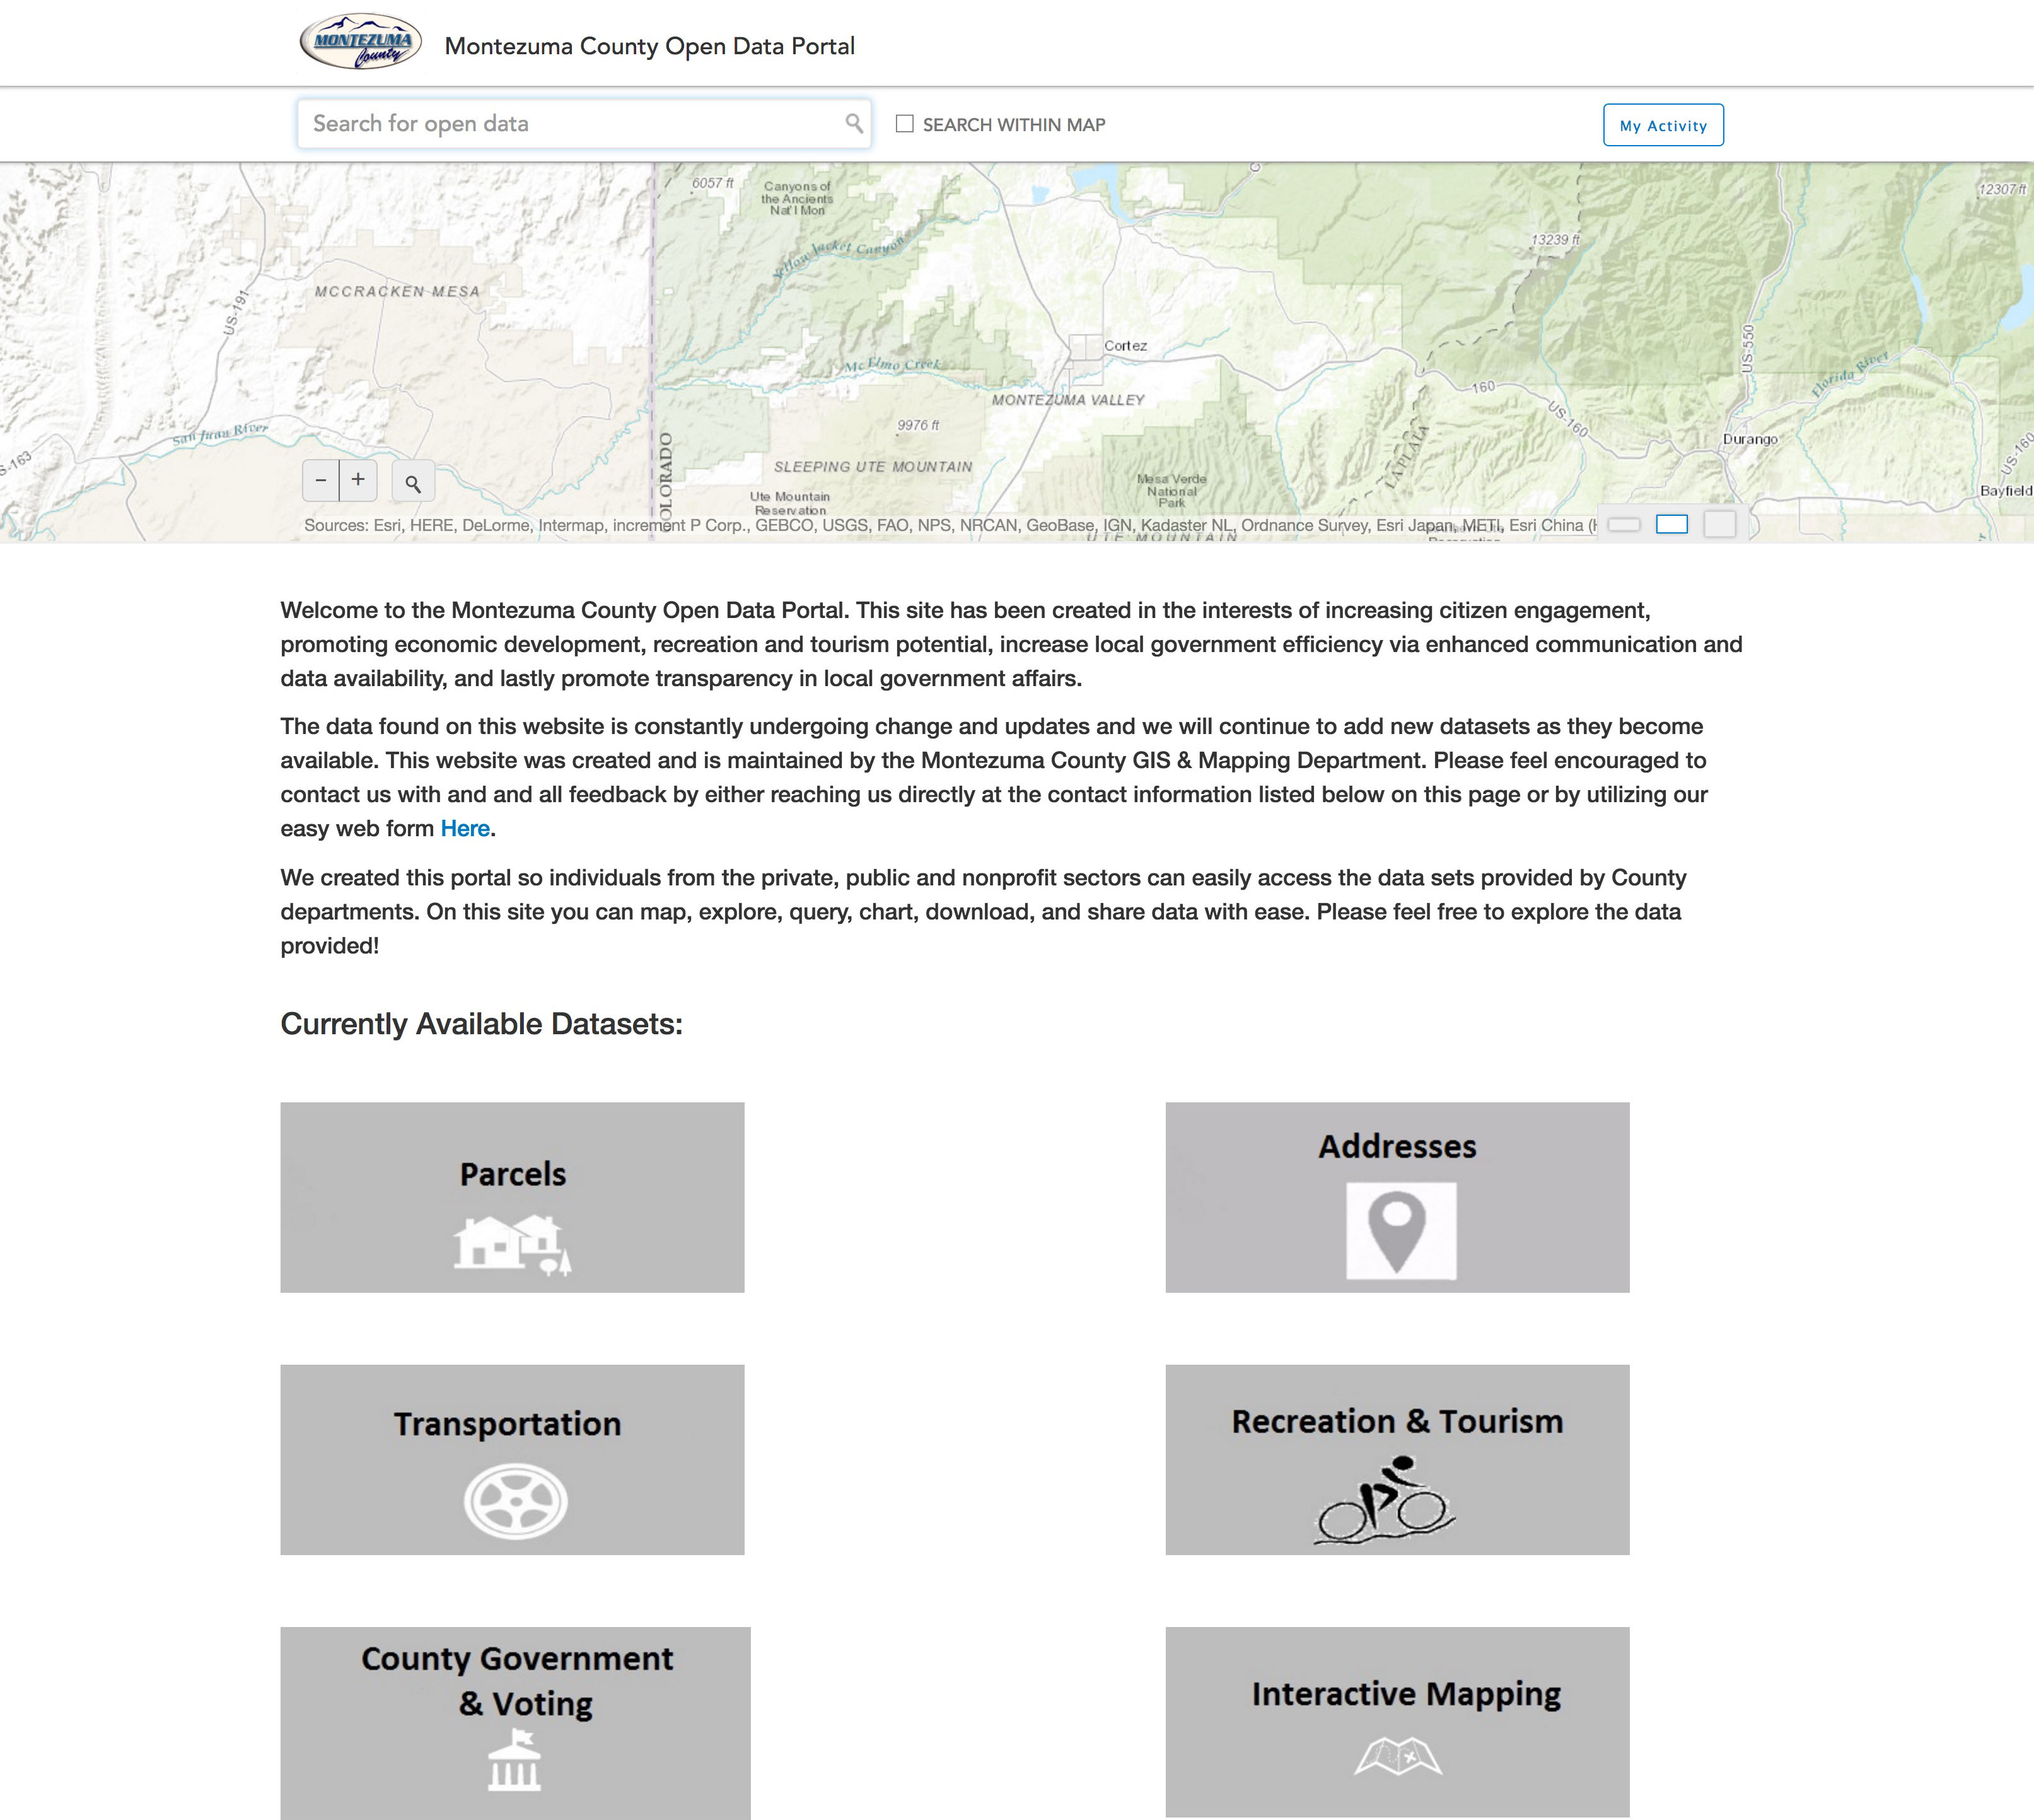 MONTEZUMA
County
Montezuma County Open Data Portal
Search for open data
SEARCH WITHIN MAP
My Activity
6057 ft
Canyons of
the Ancients
Nat'l Mon
12307 ft
13239 ft
Yellow Jacket Canyon
MCCRACKEN MESA
US-191
Cortez
US-550
Mc Elmo Creek
Florida River
160
MONTEZUMA VALLEY
US-160
9976 ft
San Juan River
Durango
LA PLATA
COLORADO
S-163
US-160
SLEEPING UTE MOUNTAIN
Mesa Verde
National
Park
Bayfield
- +
Ute Mountain
Reservation
Sources: Esri, HERE, DeLorme, Intermap, increment P Corp., GEBCO, USGS, FAO, NPS, NRCAN, GeoBase, IGN, Kadaster NL, Ordnance Survey, Esri Japan, METI, Esri China (H
UTE MOUNTAIN
Welcome to the Montezuma County Open Data Portal. This site has been created in the interests of increasing citizen engagement,
promoting economic development, recreation and tourism potential, increase local government efficiency via enhanced communication and
data availability, and lastly promote transparency in local government affairs.
The data found on this website is constantly undergoing change and updates and we will continue to add new datasets as they become
available. This website was created and is maintained by the Montezuma County GIS & Mapping Department. Please feel encouraged to
contact us with and and all feedback by either reaching us directly at the contact information listed below on this page or by utilizing our
easy web form Here.
We created this portal so individuals from the private, public and nonprofit sectors can easily access the data sets provided by County
departments. On this site you can map, explore, query, chart, download, and share data with ease. Please feel free to explore the data
provided!
Currently Available Datasets:
Parcels
Addresses
Transportation
Recreation & Tourism
County Government
& Voting
Interactive Mapping